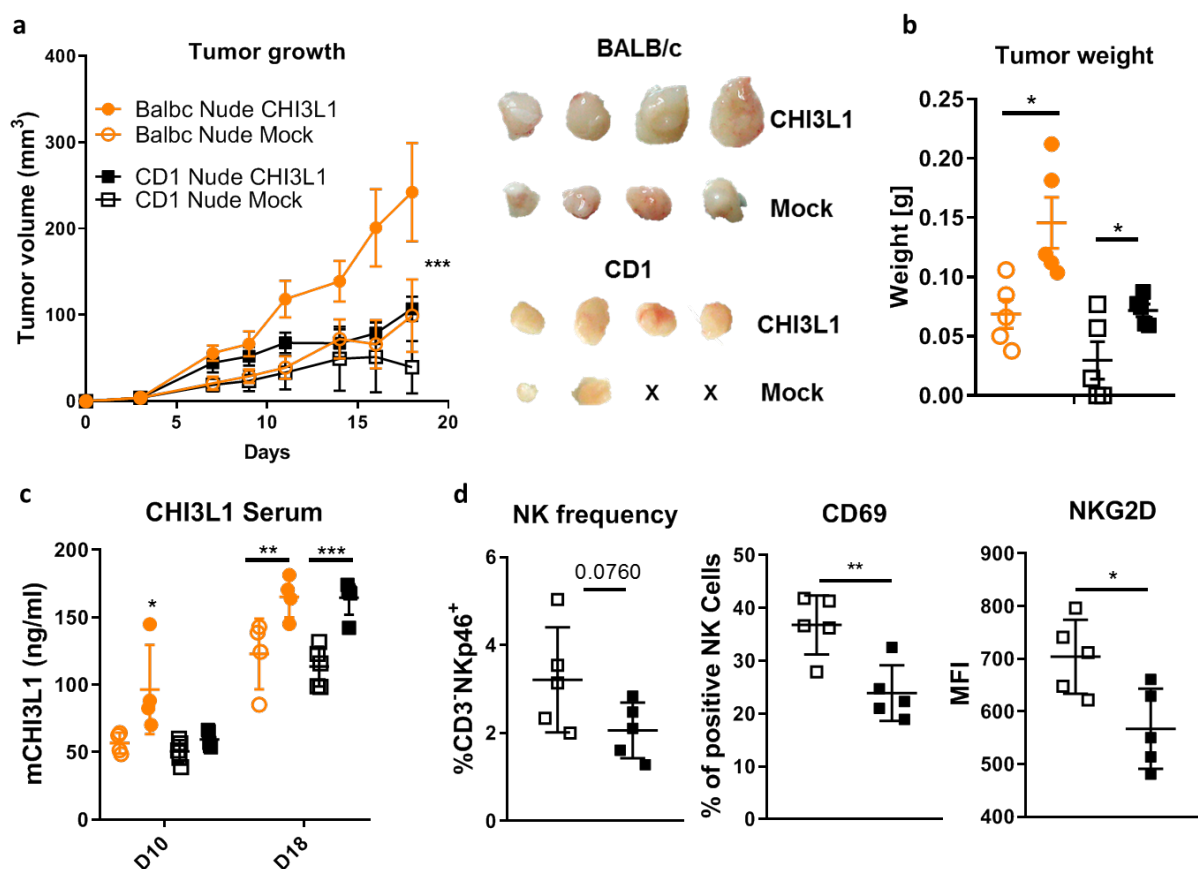 a
Tumor growth
Tumor volume (mm³)
400
300
200
100
0
Balbc Nude CHI3L1
Balbc Nude Mock
CD1 Nude CHI3L1
CD1 Nude Mock
***
0 5 10 15 20
Days
BALB/c
CHI3L1
Mock
CD1
CHI3L1
X X Mock
b
Tumor weight
Weight [g]
0.25
0.20
0.15
0.10
0.05
0.00
*
*
c
CHI3L1 Serum
mCHI3L1 (ng/ml)
200
150
100
50
0
*
** ***
D10 D18
d
NK frequency
%CD3⁻NKp46⁺
6
4
2
0
0.0760
CD69
% of positive NK Cells
50
40
30
20
10
0
**
NKG2D
MFI
900
800
700
600
500
400
*